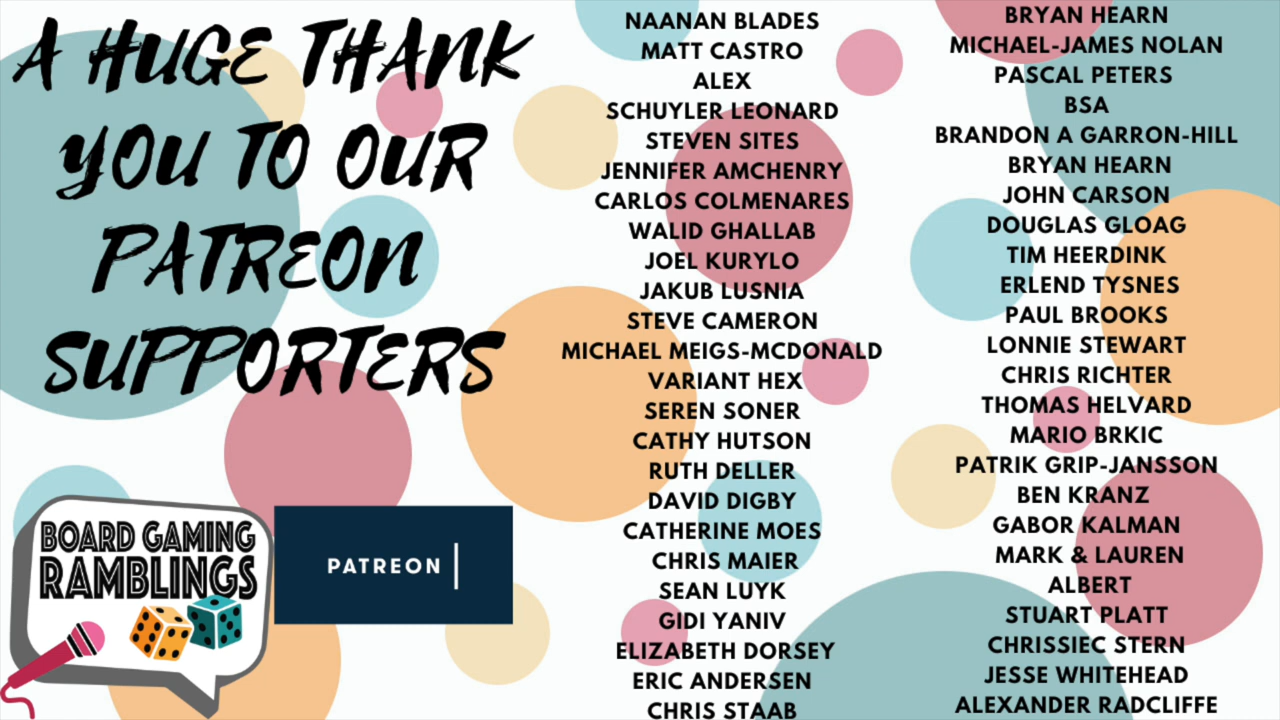 A HUGE THANK
YOU TO OUR
PATREON
SUPPORTERS
BOARD GAMING
RAMBLINGS
PATREON
NAANAN BLADES
MATT CASTRO
ALEX
SCHUYLER LEONARD
STEVEN SITES
JENNIFER AMCHENRY
CARLOS COLMENARES
WALID GHALLAB
JOEL KURYLO
JAKUB LUSNIA
STEVE CAMERON
MICHAEL MEIGS-MCDONALD
VARIANT HEX
SEREN SONER
CATHY HUTSON
RUTH DELLER
DAVID DIGBY
CATHERINE MOES
CHRIS MAIER
SEAN LUYK
GIDI YANIV
ELIZABETH DORSEY
ERIC ANDERSEN
CHRIS STAAB
BRYAN HEARN
MICHAEL-JAMES NOLAN
PASCAL PETERS
BSA
BRANDON A GARRON-HILL
BRYAN HEARN
JOHN CARSON
DOUGLAS GLOAG
TIM HEERDINK
ERLEND TYSNES
PAUL BROOKS
LONNIE STEWART
CHRIS RICHTER
THOMAS HELVARD
MARIO BRKIC
PATRIK GRIP-JANSSON
BEN KRANZ
GABOR KALMAN
MARK & LAUREN
ALBERT
STUART PLATT
CHRISSIEC STERN
JESSE WHITEHEAD
ALEXANDER RADCLIFFE